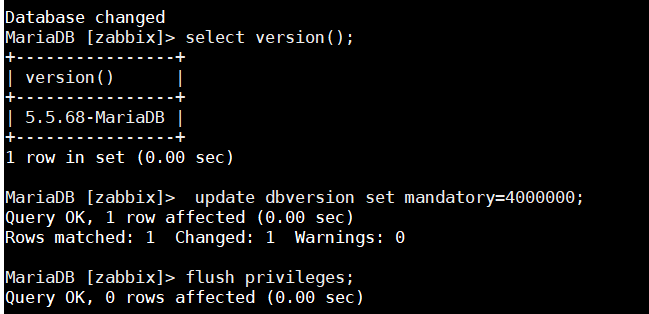 Database changed
MariaDB [zabbix]> select version();
+----------------+
| version()      |
+----------------+
| 5.5.68-MariaDB |
+----------------+
1 row in set (0.00 sec)
MariaDB [zabbix]>  update dbversion set mandatory=4000000;
Query OK, 1 row affected (0.00 sec)
Rows matched: 1  Changed: 1  Warnings: 0
MariaDB [zabbix]> flush privileges;
Query OK, 0 rows affected (0.00 sec)